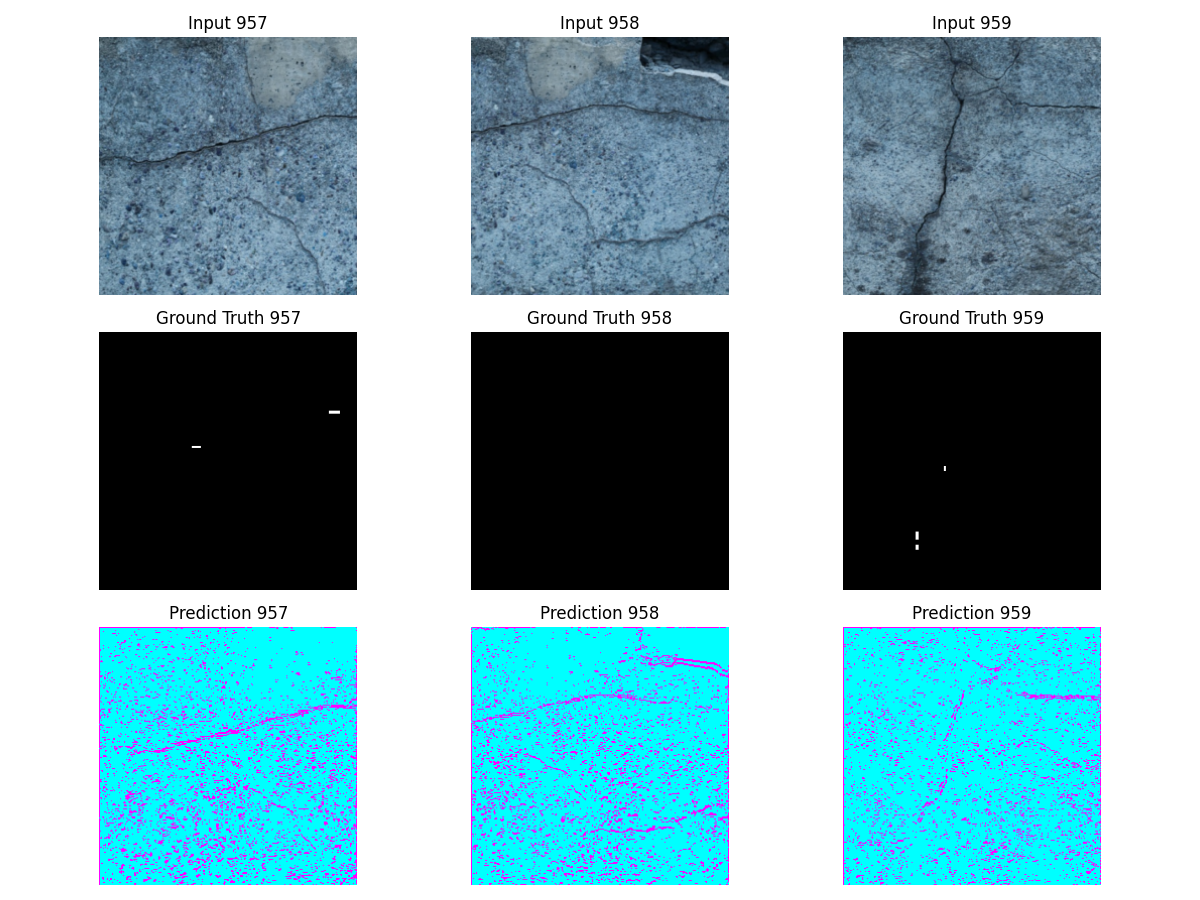 Input 957
Input 958
Input 959
Ground Truth 957
Ground Truth 958
Ground Truth 959
Prediction 957
Prediction 958
Prediction 959